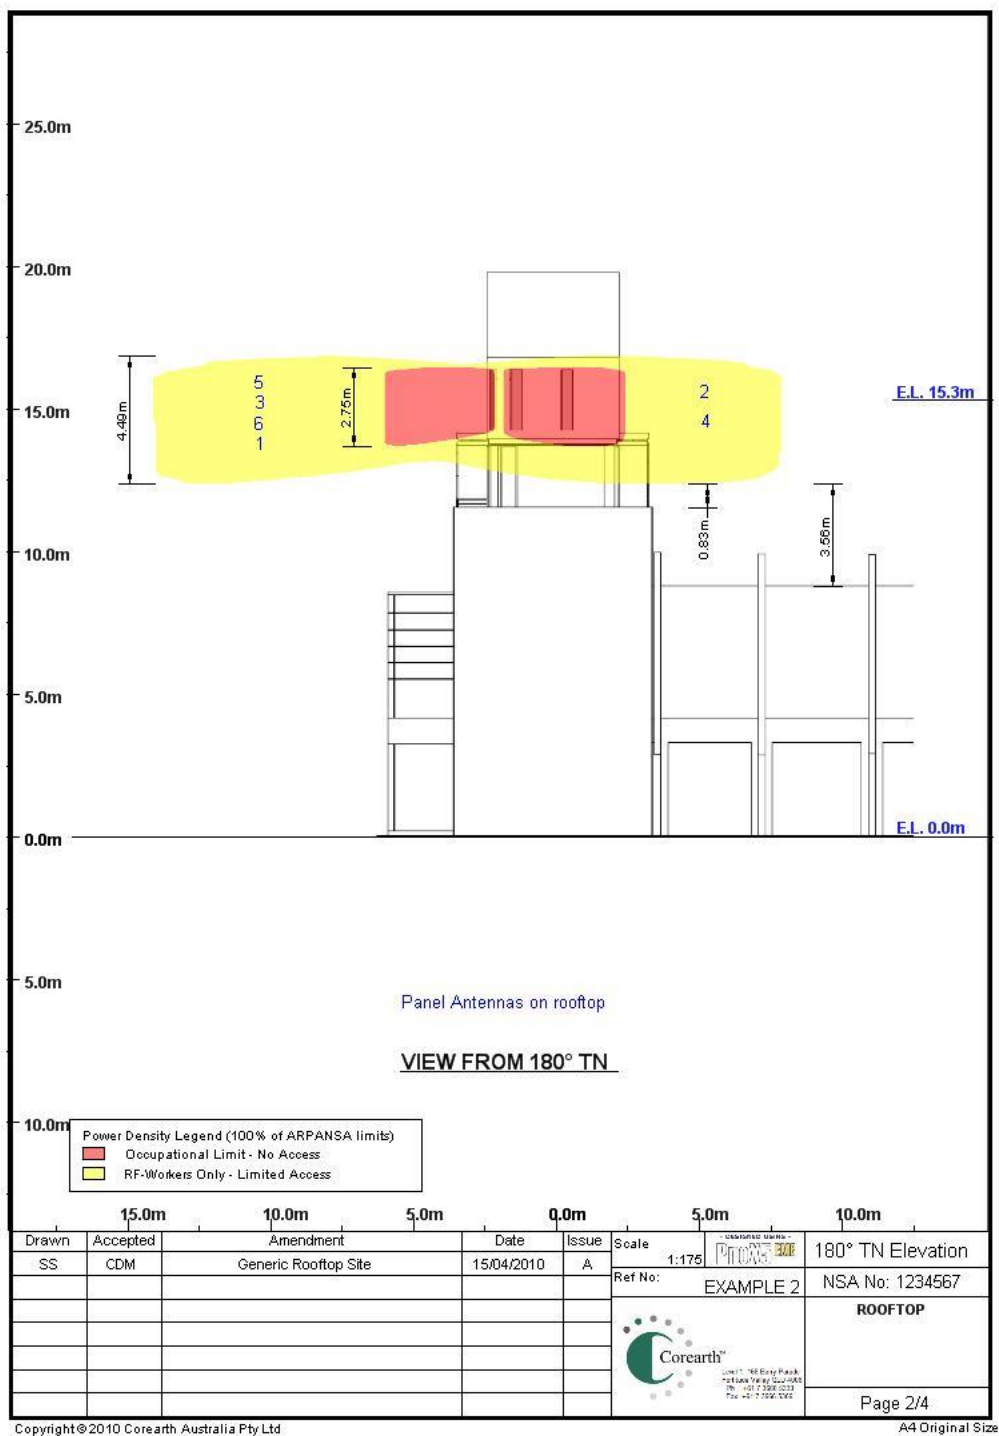 25.0m
20.0m
15.0m
10.0m
5.0m
0.0m
5.0m
10.0m
4.49m
5
3
6
1
2.75m
2
4
E.L. 15.3m
0.83m
3.56m
E.L. 0.0m
Panel Antennas on rooftop
VIEW FROM 180° TN
Power Density Legend (100% of ARPANSA limits)
Occupational Limit - No Access
RF-Workers Only - Limited Access
15.0m 10.0m 5.0m 0.0m 5.0m 10.0m
Drawn Accepted Amendment Date Issue
SS CDM Generic Rooftop Site 15/04/2010 A
Scale 1:175
- DESIGNED USING -
EME
180° TN Elevation
Ref No: EXAMPLE 2
NSA No: 1234567
ROOFTOP
Corearth™
Page 2/4
Copyright © 2010 Corearth Australia Pty Ltd
A4 Original Size